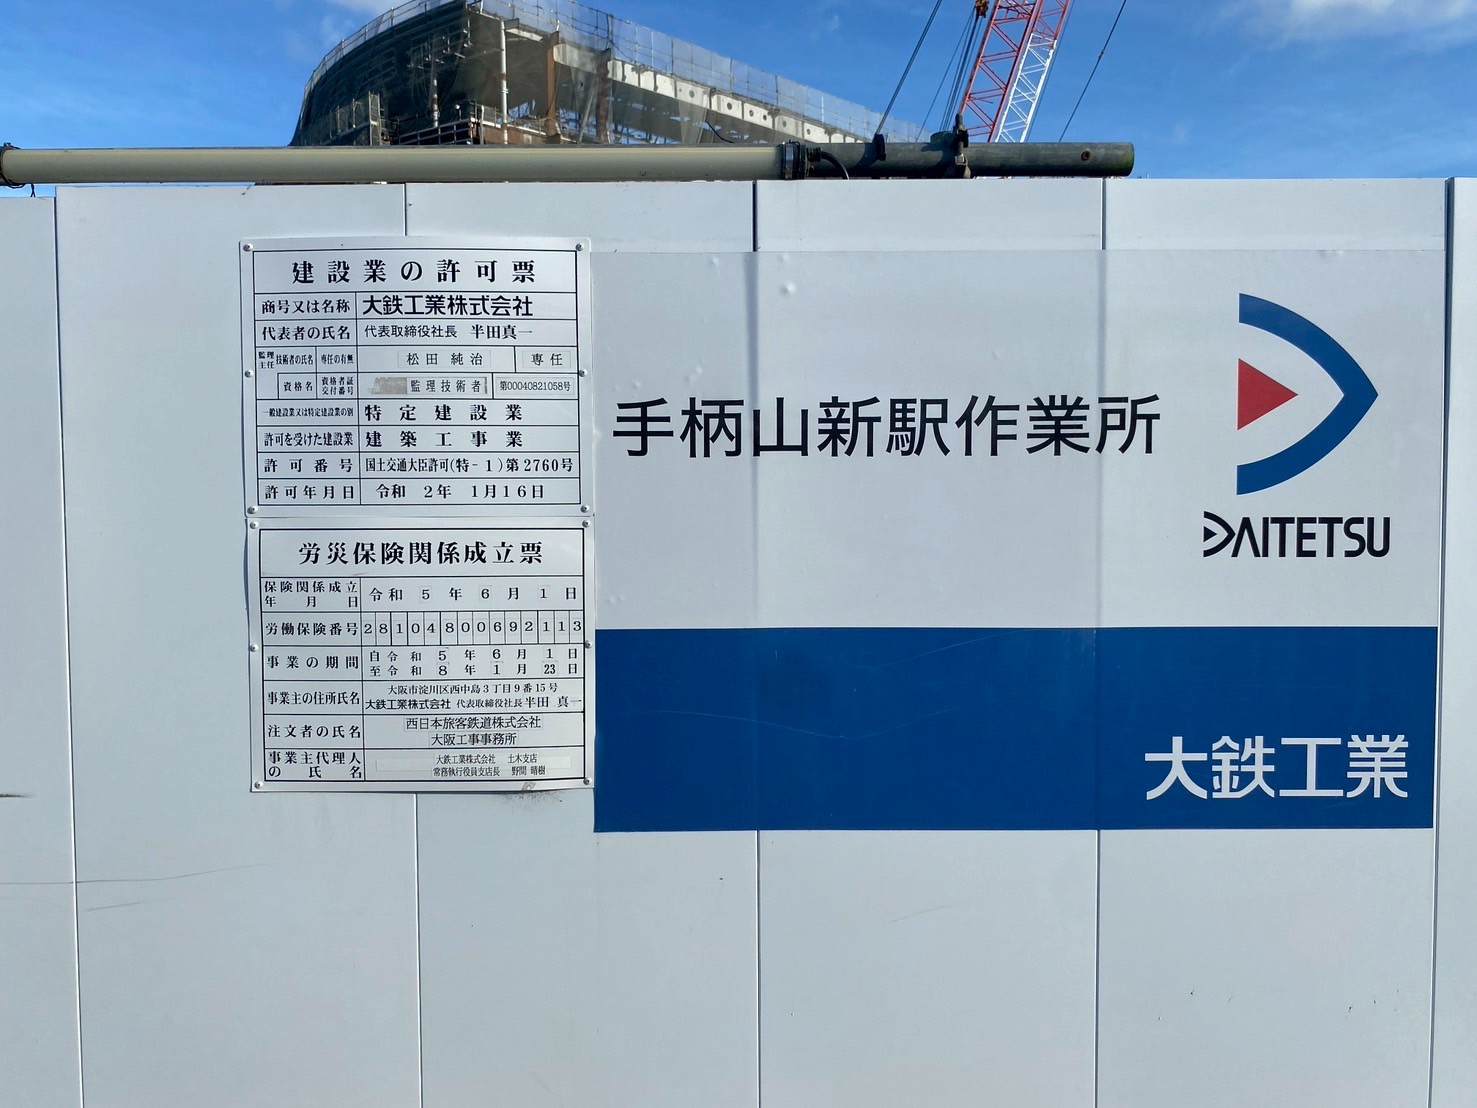 建設業の許可票
商号又は名称 大鉄工業株式会社
代表者の氏名 代表取締役社長 半田真一
監理 主任 技術者の氏名 専任の有無 松田 純治 専任
資格名 資格者証交付番号 監理技術者 第00040821058号
一般建設業又は特定建設業の別 特定建設業
許可を受けた建設業 建築工事業
許可番号 国土交通大臣許可(特-1)第2760号
許可年月日 令和 2年 1月16日
労災保険関係成立票
保険関係成立年月日 令和 5 年 6 月 1 日
労働保険番号 28104800692113
事業の期間 自令和 5 年 6 月 1 日
至令和 8 年 1 月 23 日
事業主の住所氏名 大阪市淀川区西中島3丁目9番15号
大鉄工業株式会社 代表取締役社長 半田 真一
注文者の氏名 西日本旅客鉄道株式会社
大阪工事事務所
事業主代理人の氏名 大鉄工業株式会社 土木支店
常務執行役員支店長 野間 晴樹
手柄山新駅作業所
DAITETSU
大鉄工業